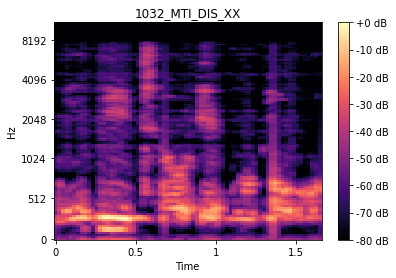 1032_MTI_DIS_XX
8192
4096
2048
1024
512
0
Hz
0
0.5
1
1.5
Time
+0 dB
-10 dB
-20 dB
-30 dB
-40 dB
-50 dB
-60 dB
-70 dB
-80 dB